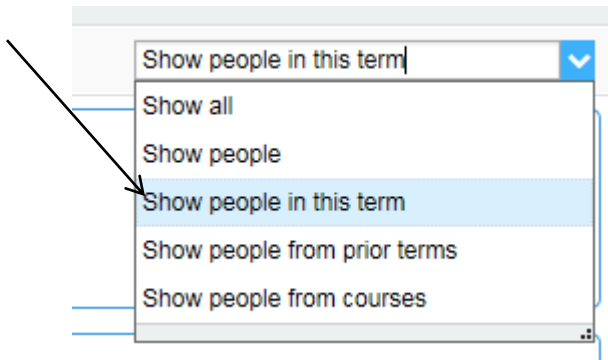 Show people in this term
Show all
Show people
Show people in this term
Show people from prior terms
Show people from courses